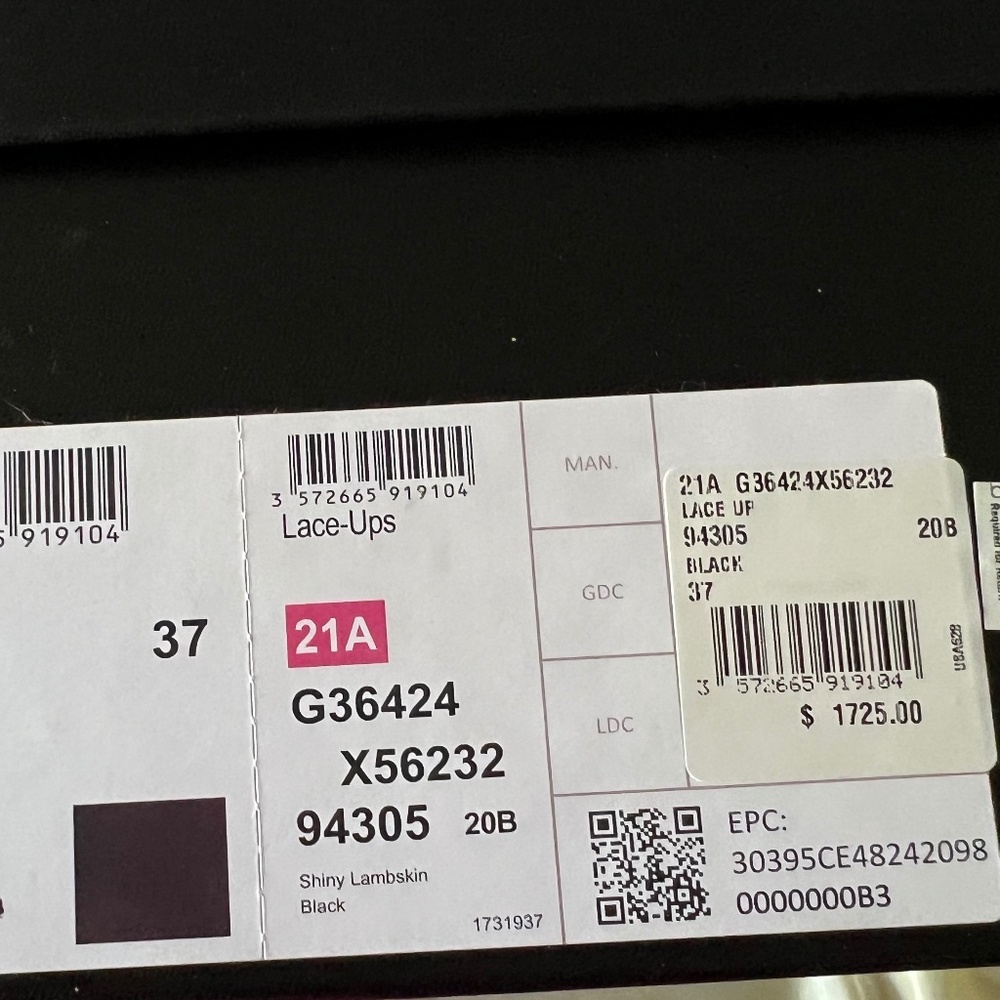 5 919104
37
3 572665 919104
Lace-Ups
21A
G36424
X56232
94305 20B
Shiny Lambskin
Black
1731937
MAN.
GDC
LDC
21A G36424X56232
LACE UP
94305 20B
BLACK
37
3 572665 919104
$ 1725.00
EPC:
30395CE48242098
0000000B3